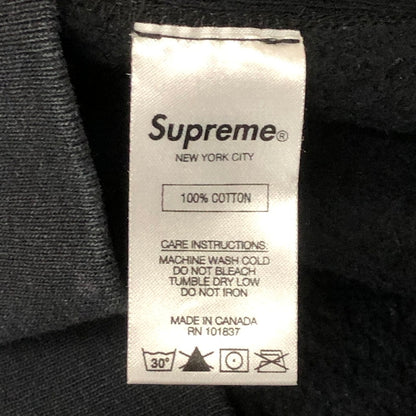 Supreme®
NEW YORK CITY
100% COTTON
CARE INSTRUCTIONS:
MACHINE WASH COLD
DO NOT BLEACH
TUMBLE DRY LOW
DO NOT IRON
MADE IN CANADA
RN 101837
30°